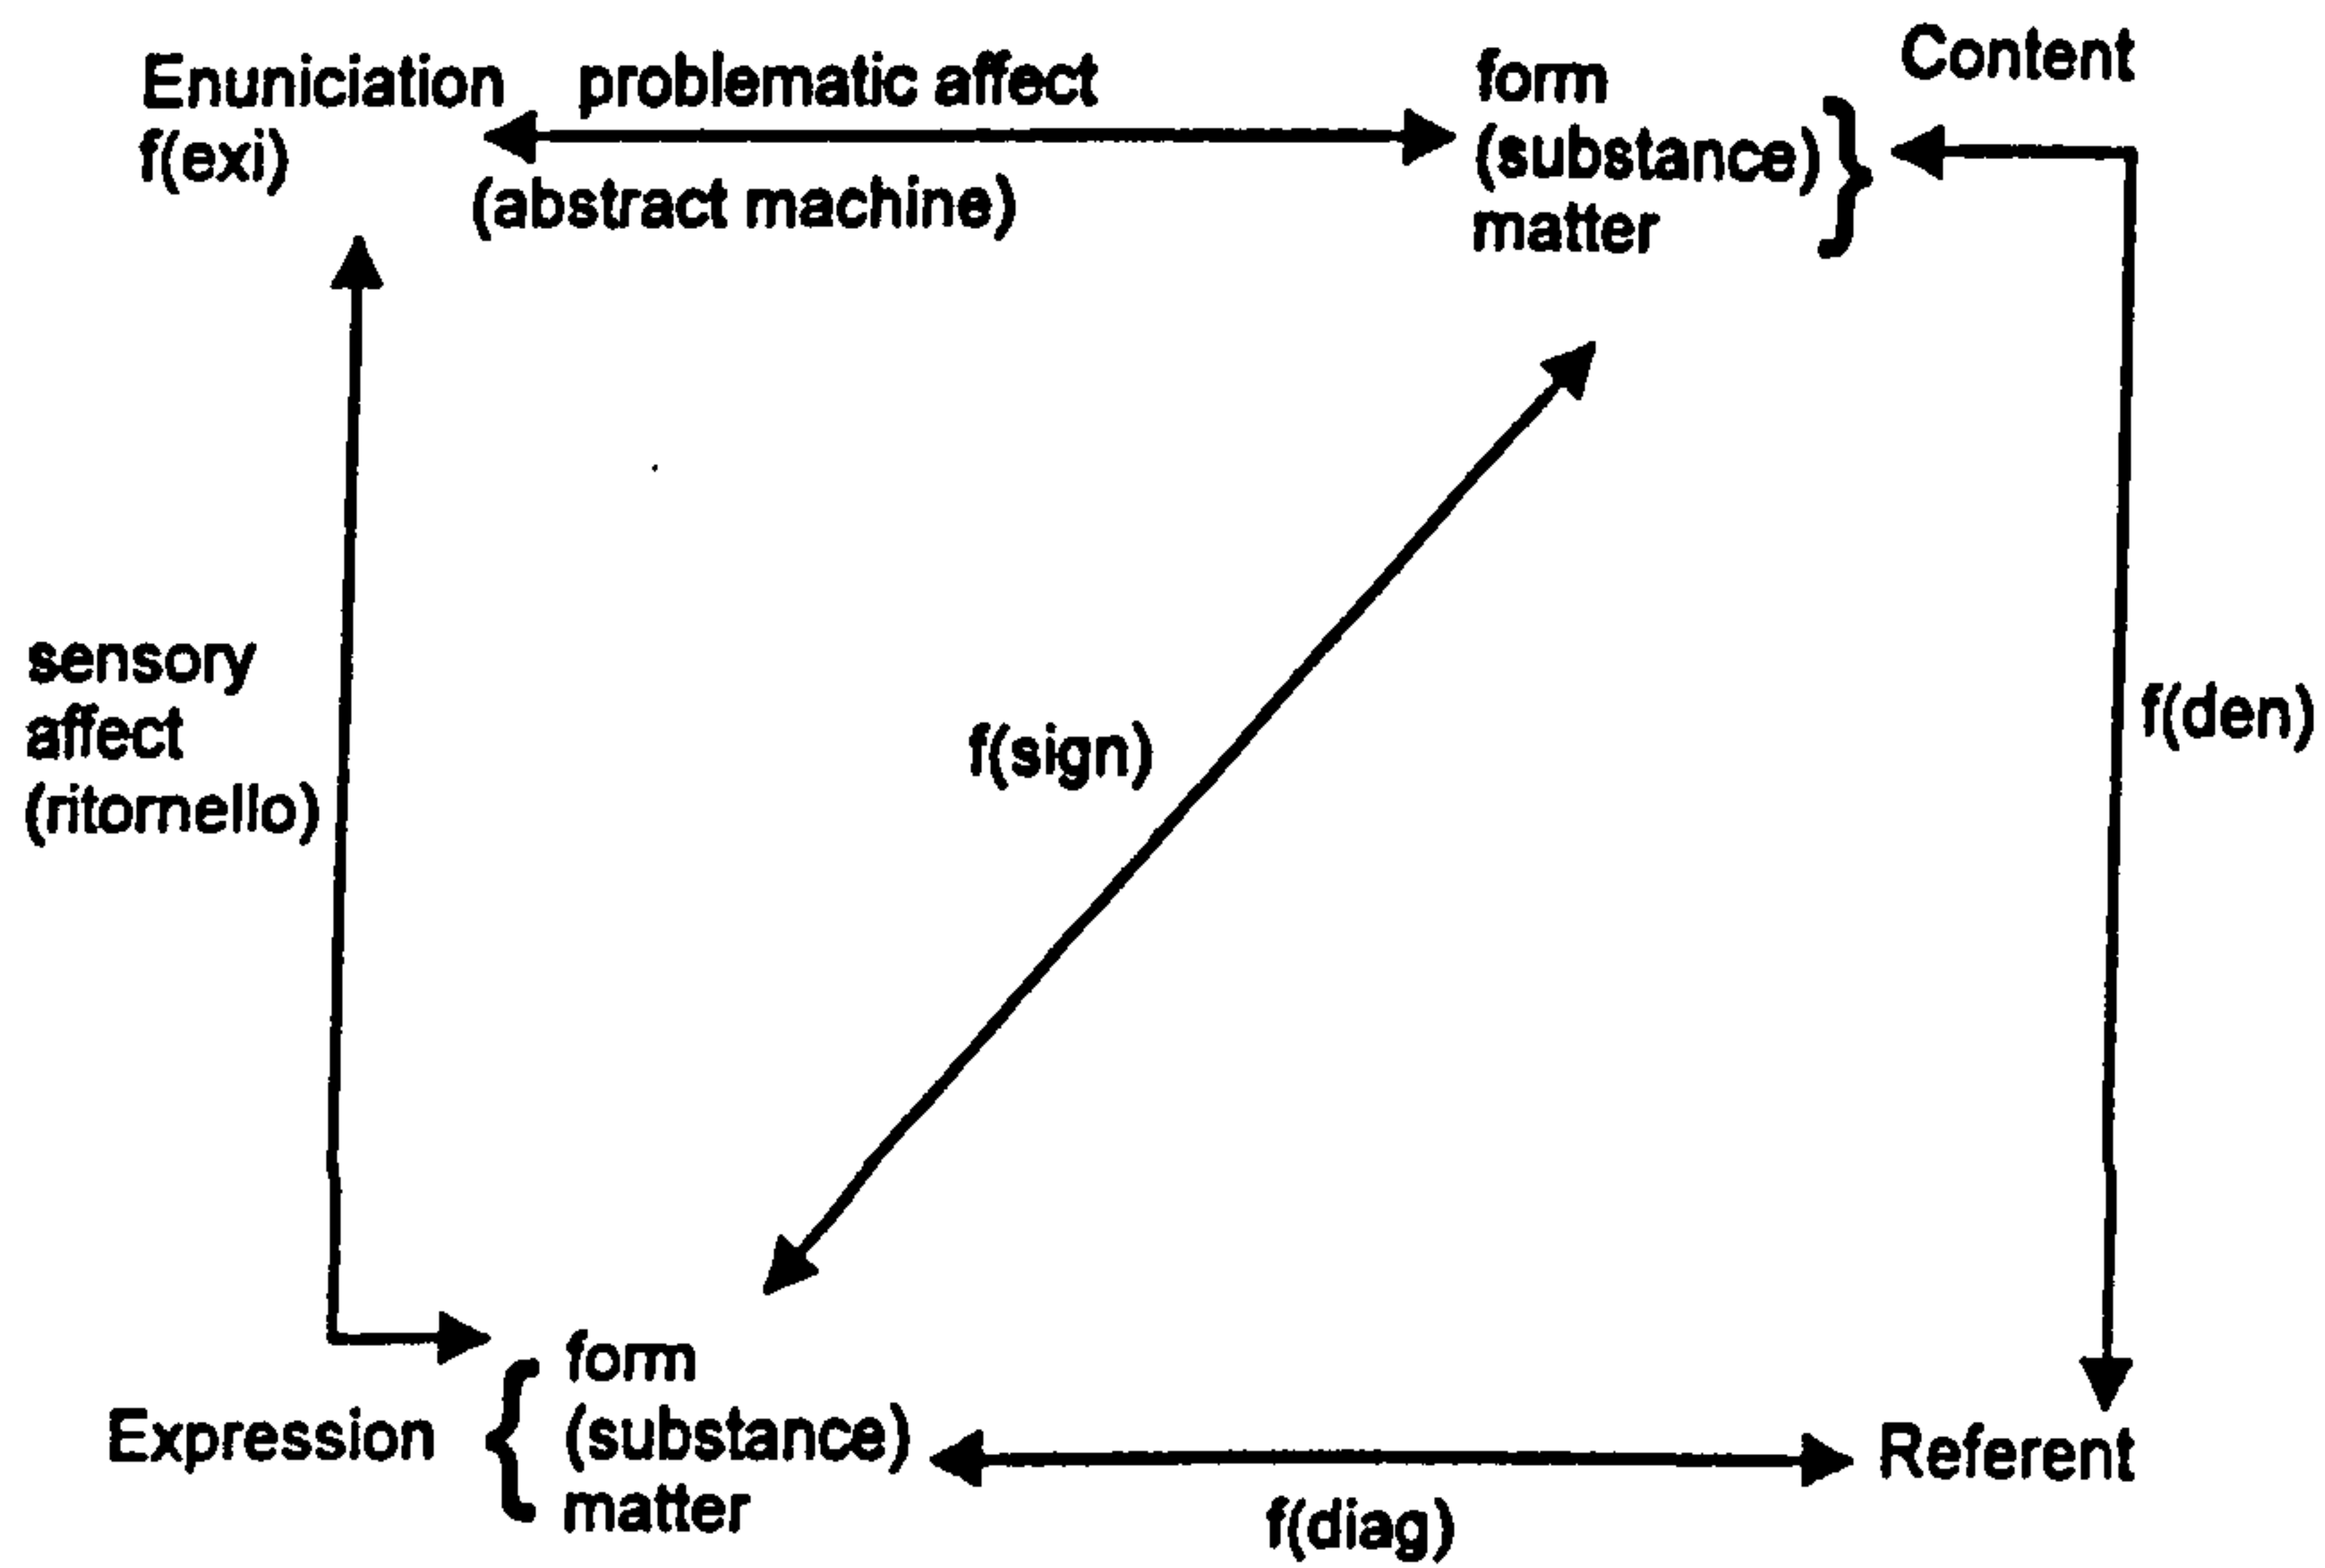 Enuniciation
f(exi)
problematic affect
(abstract machine)
form
(substance)
matter
Content
sensory
affect
(ritornello)
f(sign)
f(den)
Expression
form
(substance)
matter
f(diag)
Referent